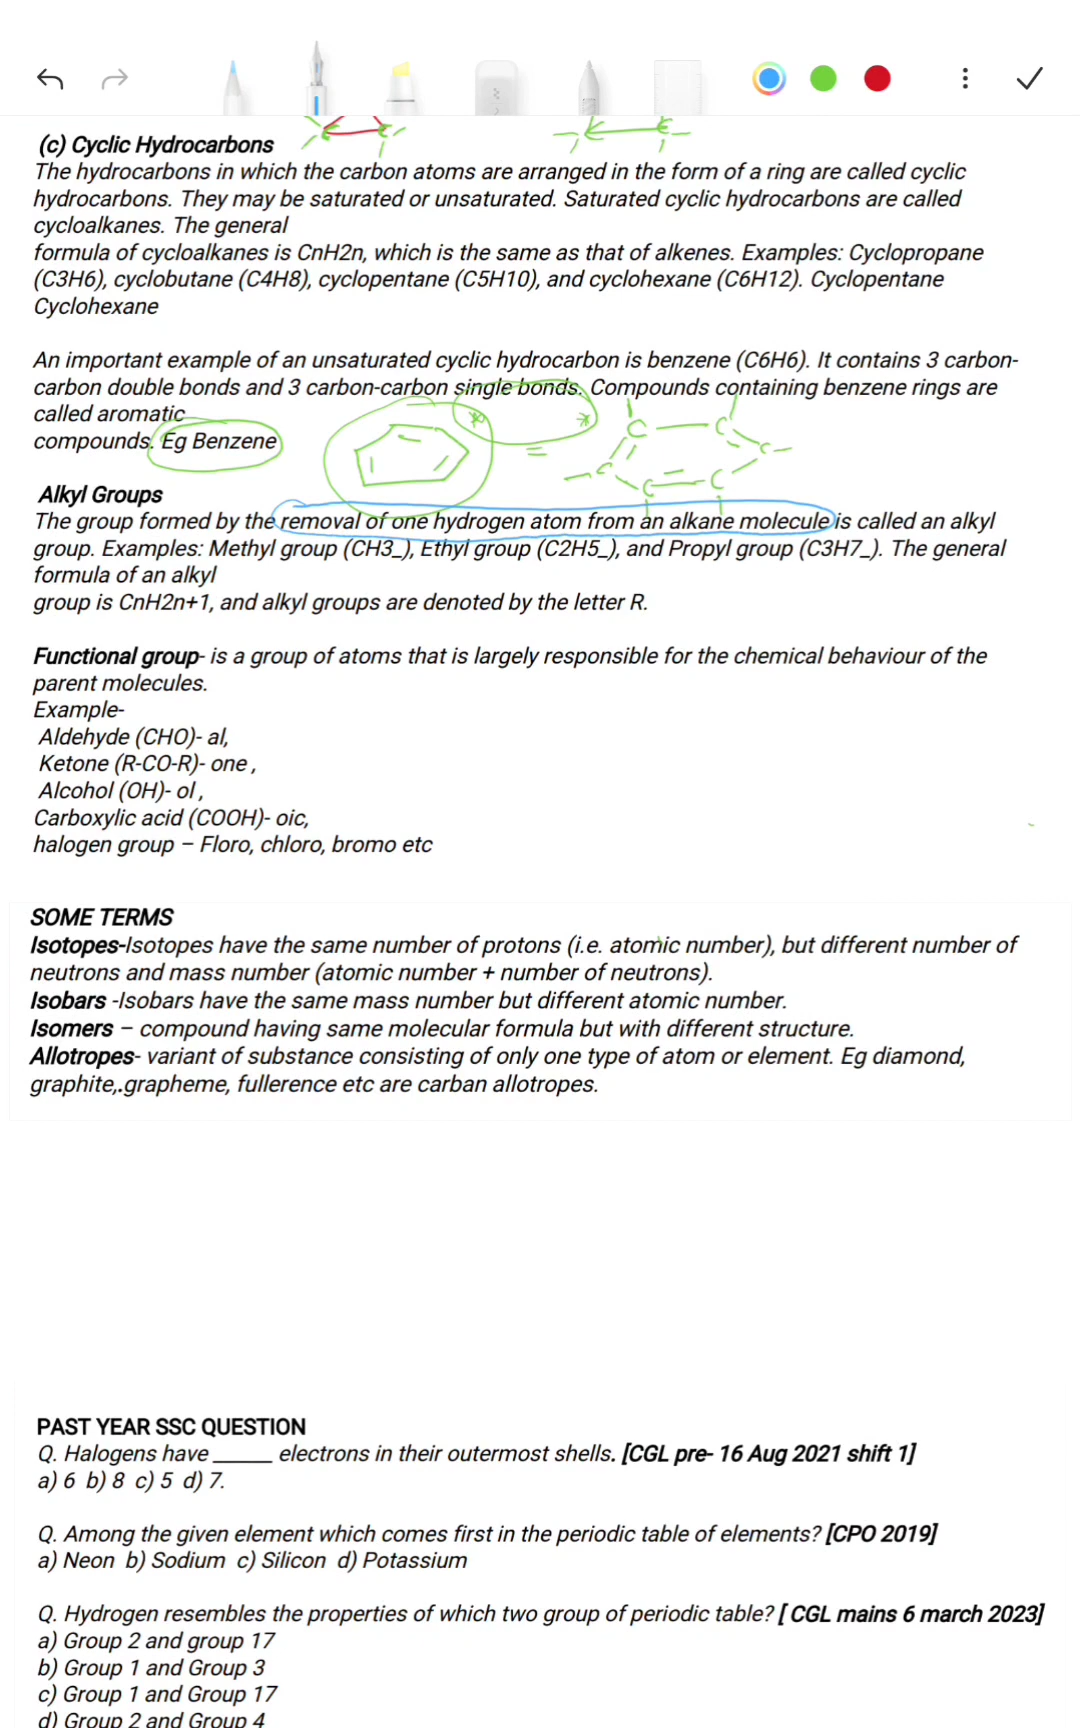 (c) Cyclic Hydrocarbons
The hydrocarbons in which the carbon atoms are arranged in the form of a ring are called cyclic
hydrocarbons. They may be saturated or unsaturated. Saturated cyclic hydrocarbons are called
cycloalkanes. The general
formula of cycloalkanes is CnH2n, which is the same as that of alkenes. Examples: Cyclopropane
(C3H6), cyclobutane (C4H8), cyclopentane (C5H10), and cyclohexane (C6H12). Cyclopentane
Cyclohexane
An important example of an unsaturated cyclic hydrocarbon is benzene (C6H6). It contains 3 carbon-
carbon double bonds and 3 carbon-carbon single bonds. Compounds containing benzene rings are
called aromatic
compounds. Eg Benzene
C C
C C
C C
Alkyl Groups
The group formed by the removal of one hydrogen atom from an alkane molecule is called an alkyl
group. Examples: Methyl group (CH3_), Ethyl group (C2H5_), and Propyl group (C3H7_). The general
formula of an alkyl
group is CnH2n+1, and alkyl groups are denoted by the letter R.
Functional group- is a group of atoms that is largely responsible for the chemical behaviour of the
parent molecules.
Example-
Aldehyde (CHO)- al,
Ketone (R-CO-R)- one ,
Alcohol (OH)- ol ,
Carboxylic acid (COOH)- oic,
halogen group – Floro, chloro, bromo etc
SOME TERMS
Isotopes-Isotopes have the same number of protons (i.e. atomic number), but different number of
neutrons and mass number (atomic number + number of neutrons).
Isobars -Isobars have the same mass number but different atomic number.
Isomers – compound having same molecular formula but with different structure.
Allotropes- variant of substance consisting of only one type of atom or element. Eg diamond,
graphite,.grapheme, fullerence etc are carban allotropes.
PAST YEAR SSC QUESTION
Q. Halogens have _____ electrons in their outermost shells. [CGL pre- 16 Aug 2021 shift 1]
a) 6 b) 8 c) 5 d) 7.
Q. Among the given element which comes first in the periodic table of elements? [CPO 2019]
a) Neon b) Sodium c) Silicon d) Potassium
Q. Hydrogen resembles the properties of which two group of periodic table? [ CGL mains 6 march 2023]
a) Group 2 and group 17
b) Group 1 and Group 3
c) Group 1 and Group 17
d) Group 2 and Group 4